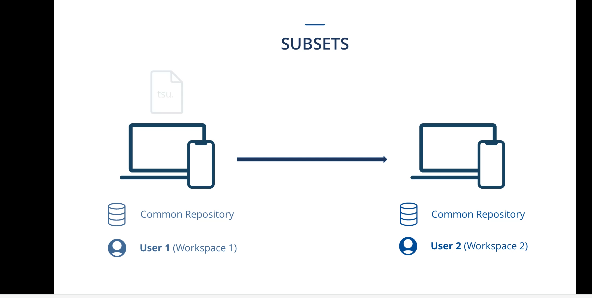 SUBSETS
Common Repository
User 1 (Workspace 1)
Common Repository
User 2 (Workspace 2)